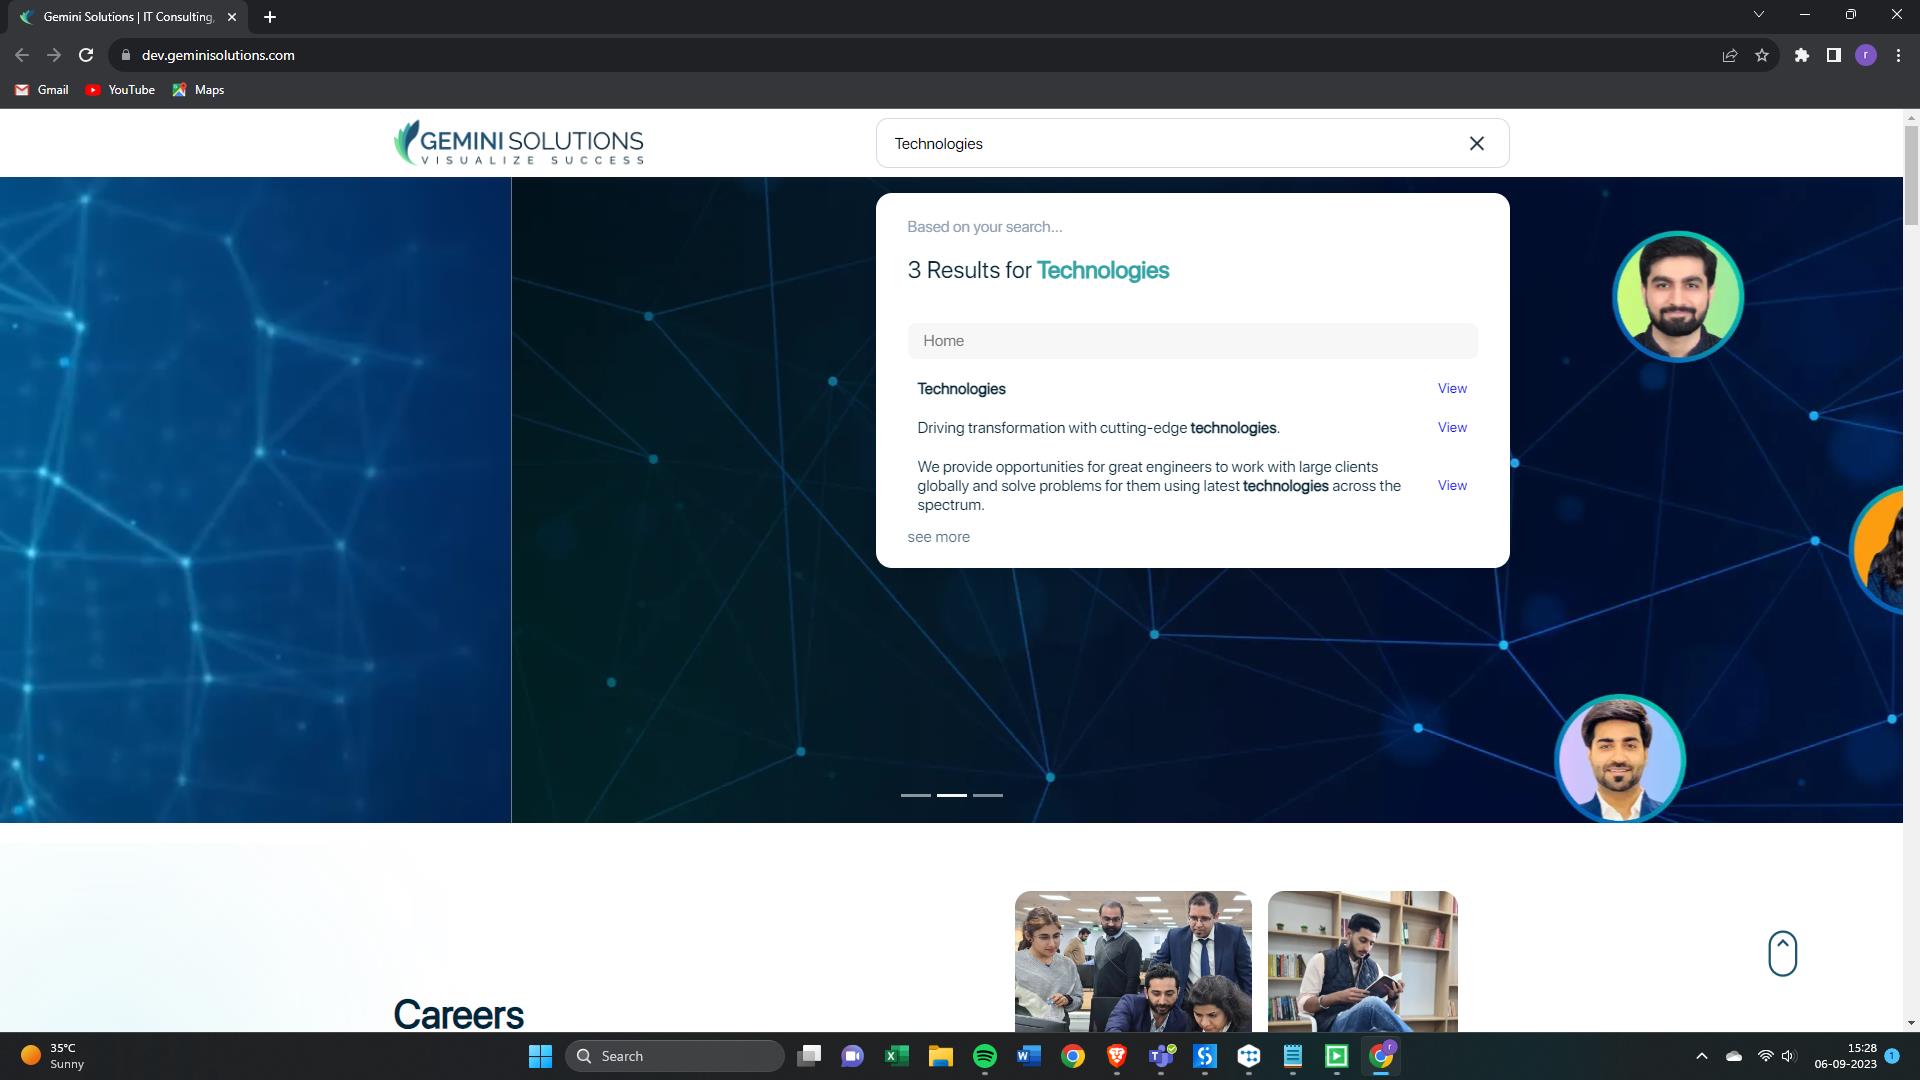 Gemini Solutions | IT Consulting,
dev.geminisolutions.com
r
Gmail
YouTube
Maps
GEMINI SOLUTIONS
VISUALIZE SUCCESS
Technologies
Based on your search...
3 Results for Technologies
Home
Technologies
View
Driving transformation with cutting-edge technologies.
View
We provide opportunities for great engineers to work with large clients
globally and solve problems for them using latest technologies across the
spectrum.
View
see more
Careers
35°C
Sunny
Search
15:28
06-09-2023
1